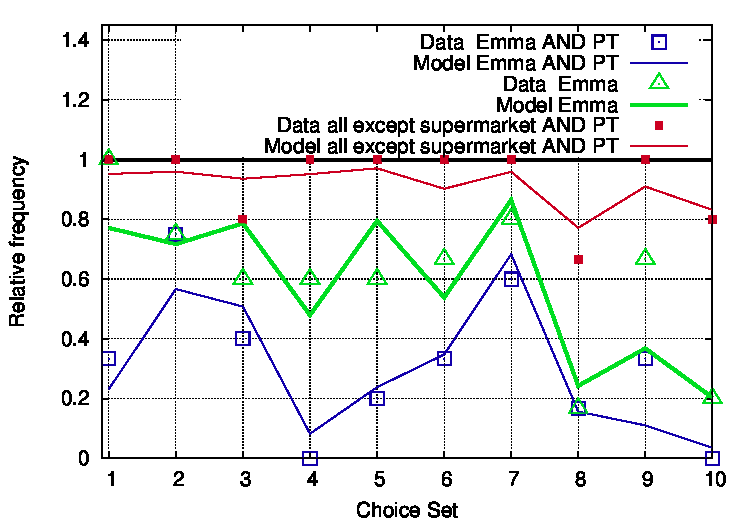 1.4
1.2
1
0.8
0.6
0.4
0.2
0
Relative frequency
Data Emma AND PT
Model Emma AND PT
Data Emma
Model Emma
Data all except supermarket AND PT
Model all except supermarket AND PT
1 2 3 4 5 6 7 8 9 10
Choice Set